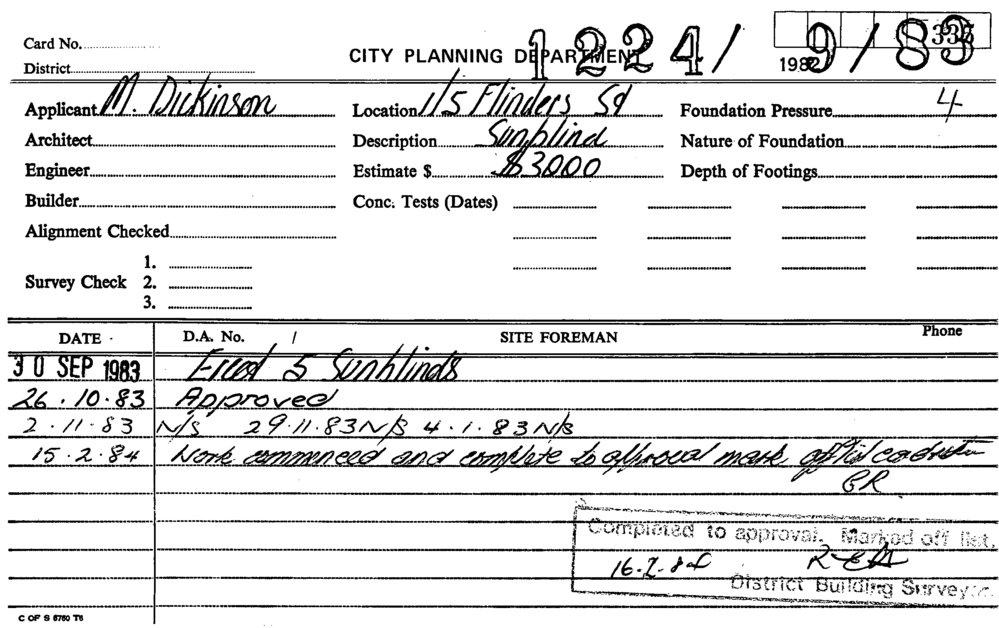 Card No.
District
CITY PLANNING DEPARTMENT
1224/9/83
1982
Applicant M. Dickinson
Location 1/5 Flinders St
Foundation Pressure 4
Architect
Description Sunblind
Nature of Foundation
Engineer
Estimate $ $3000
Depth of Footings
Builder
Conc. Tests (Dates)
Alignment Checked
Survey Check
1.
2.
3.
DATE
D.A. No. /
SITE FOREMAN
Phone
30 SEP 1983 Erect 5 Sunblinds
26.10.83 Approved
2.11.83 N/S 29.11.83 N/S 4.1.83 N/S
15.2.84 Work commenced and complete to approval mark off list
Completed to approval. Marked off list.
16.2.84
District Building Surveyor.
C OF S 6760 T6